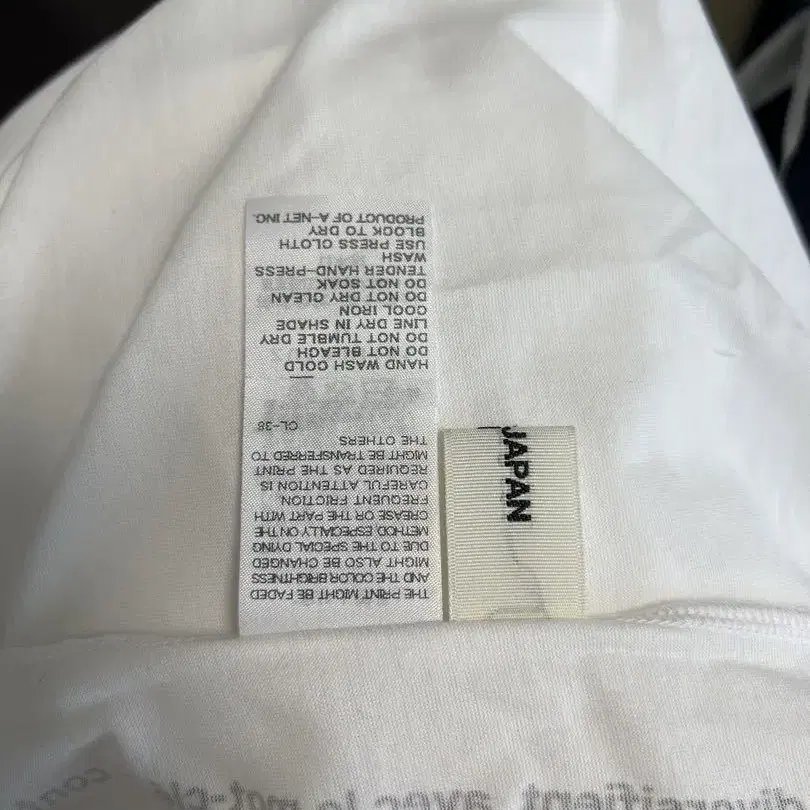 THE PRINT MIGHT BE FADED
AND THE COLOR BRIGHTNESS
MIGHT ALSO BE CHANGED
DUE TO THE SPECIAL DYING
METHOD ESPECIALLY ON THE
CREASE OR THE PART WITH
FREQUENT FRICTION
CAREFUL ATTENTION IS
REQUIRED AS THE PRINT
MIGHT BE TRANSFERRED TO
THE OTHERS
CL-36
HAND WASH COLD
DO NOT BLEACH
DO NOT TUMBLE DRY
LINE DRY IN SHADE
COOL IRON
DO NOT DRY CLEAN
DO NOT SOAK
TENDER HAND-PRESS
WASH
USE PRESS CLOTH
BLOCK TO DRY
PRODUCT OF A-NET INC.
JAPAN
diversifient avec le